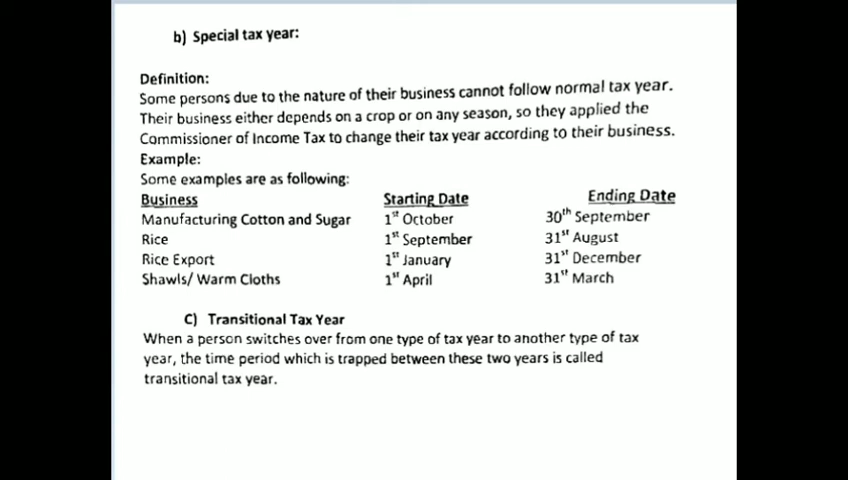 b) Special tax year:
Definition:
Some persons due to the nature of their business cannot follow normal tax year.
Their business either depends on a crop or on any season, so they applied the
Commissioner of Income Tax to change their tax year according to their business.
Example:
Some examples are as following:
Business Starting Date Ending Date
Manufacturing Cotton and Sugar 1st October 30th September
Rice 1st September 31st August
Rice Export 1st January 31st December
Shawls/ Warm Cloths 1st April 31st March
C) Transitional Tax Year
When a person switches over from one type of tax year to another type of tax
year, the time period which is trapped between these two years is called
transitional tax year.